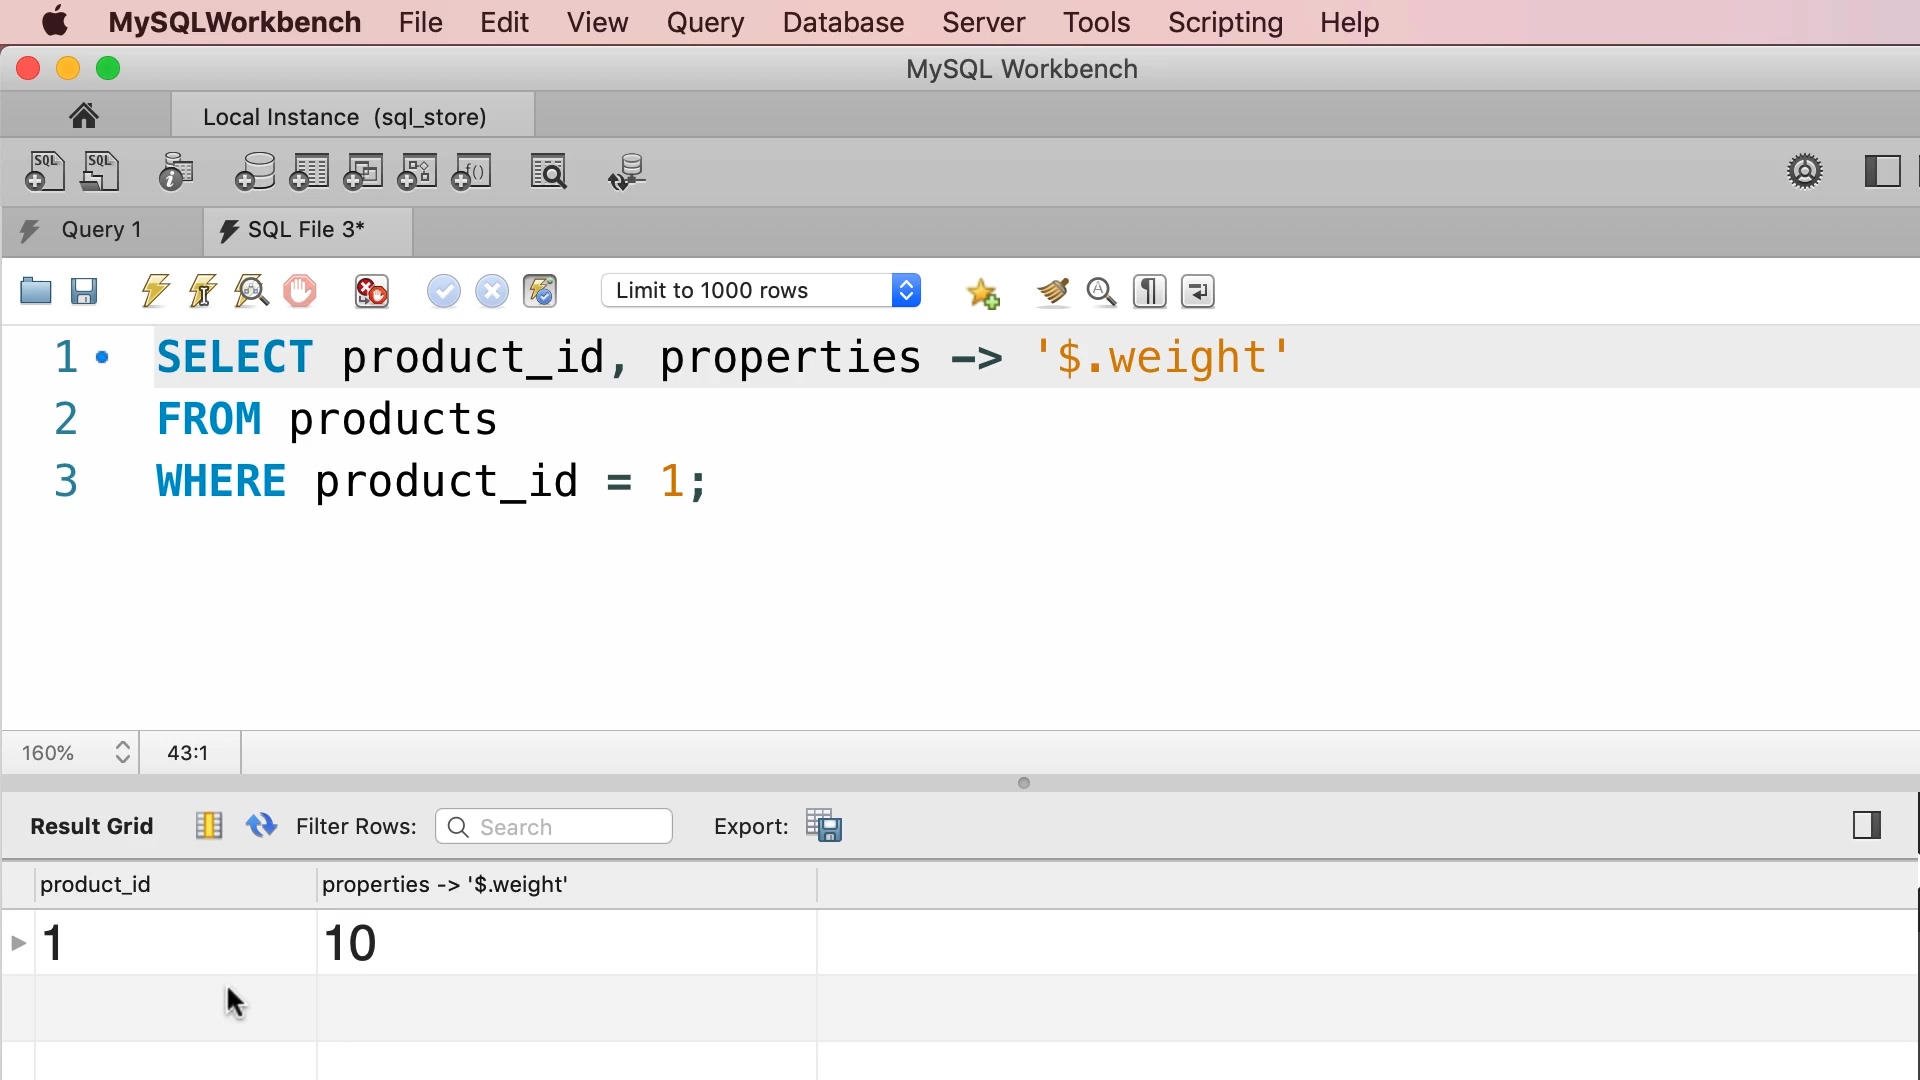 MySQLWorkbench File Edit View Query Database Server Tools Scripting Help
MySQL Workbench
Local Instance (sql_store)
SQL SQL
Query 1 SQL File 3*
Limit to 1000 rows
1 SELECT product_id, properties -> '$.weight'
2 FROM products
3 WHERE product_id = 1;
160% 43:1
Result Grid Filter Rows: Search Export:
product_id properties -> '$.weight'
1 10